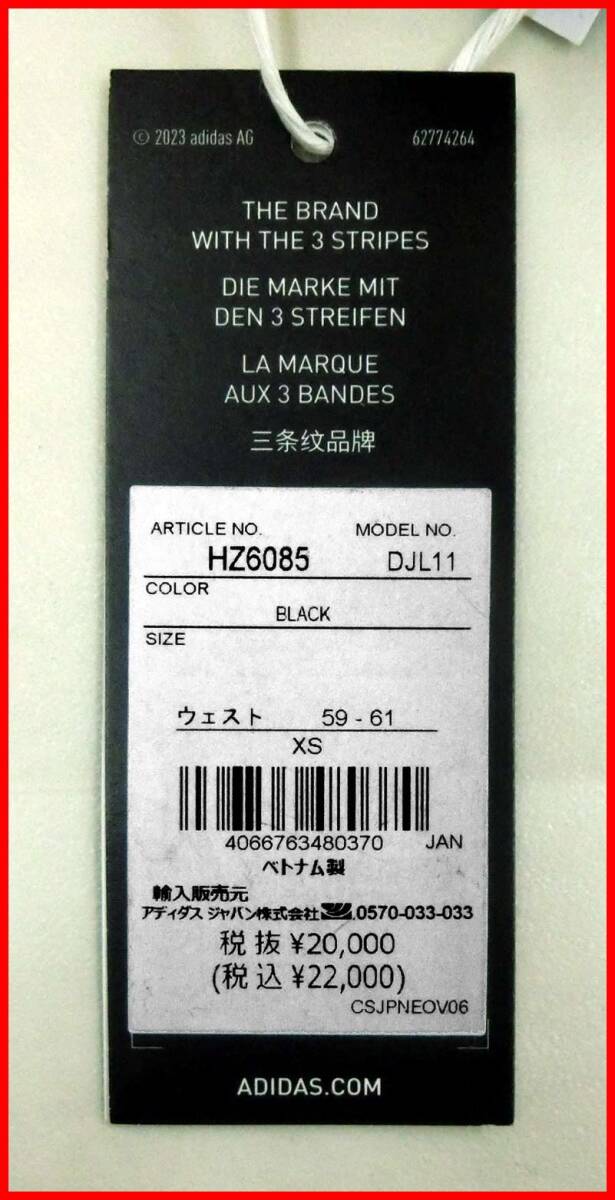 © 2023 adidas AG 62774264
THE BRAND
WITH THE 3 STRIPES
DIE MARKE MIT
DEN 3 STREIFEN
LA MARQUE
AUX 3 BANDES
三条纹品牌
ARTICLE NO. MODEL NO.
HZ6085 DJL11
COLOR
BLACK
SIZE
ウェスト 59 - 61
XS
4066763480370 JAN
ベトナム製
輸入販売元
アディダス ジャパン株式会社 0570-033-033
税抜 ¥20,000
(税込 ¥22,000)
CSJPNEOV06
ADIDAS.COM